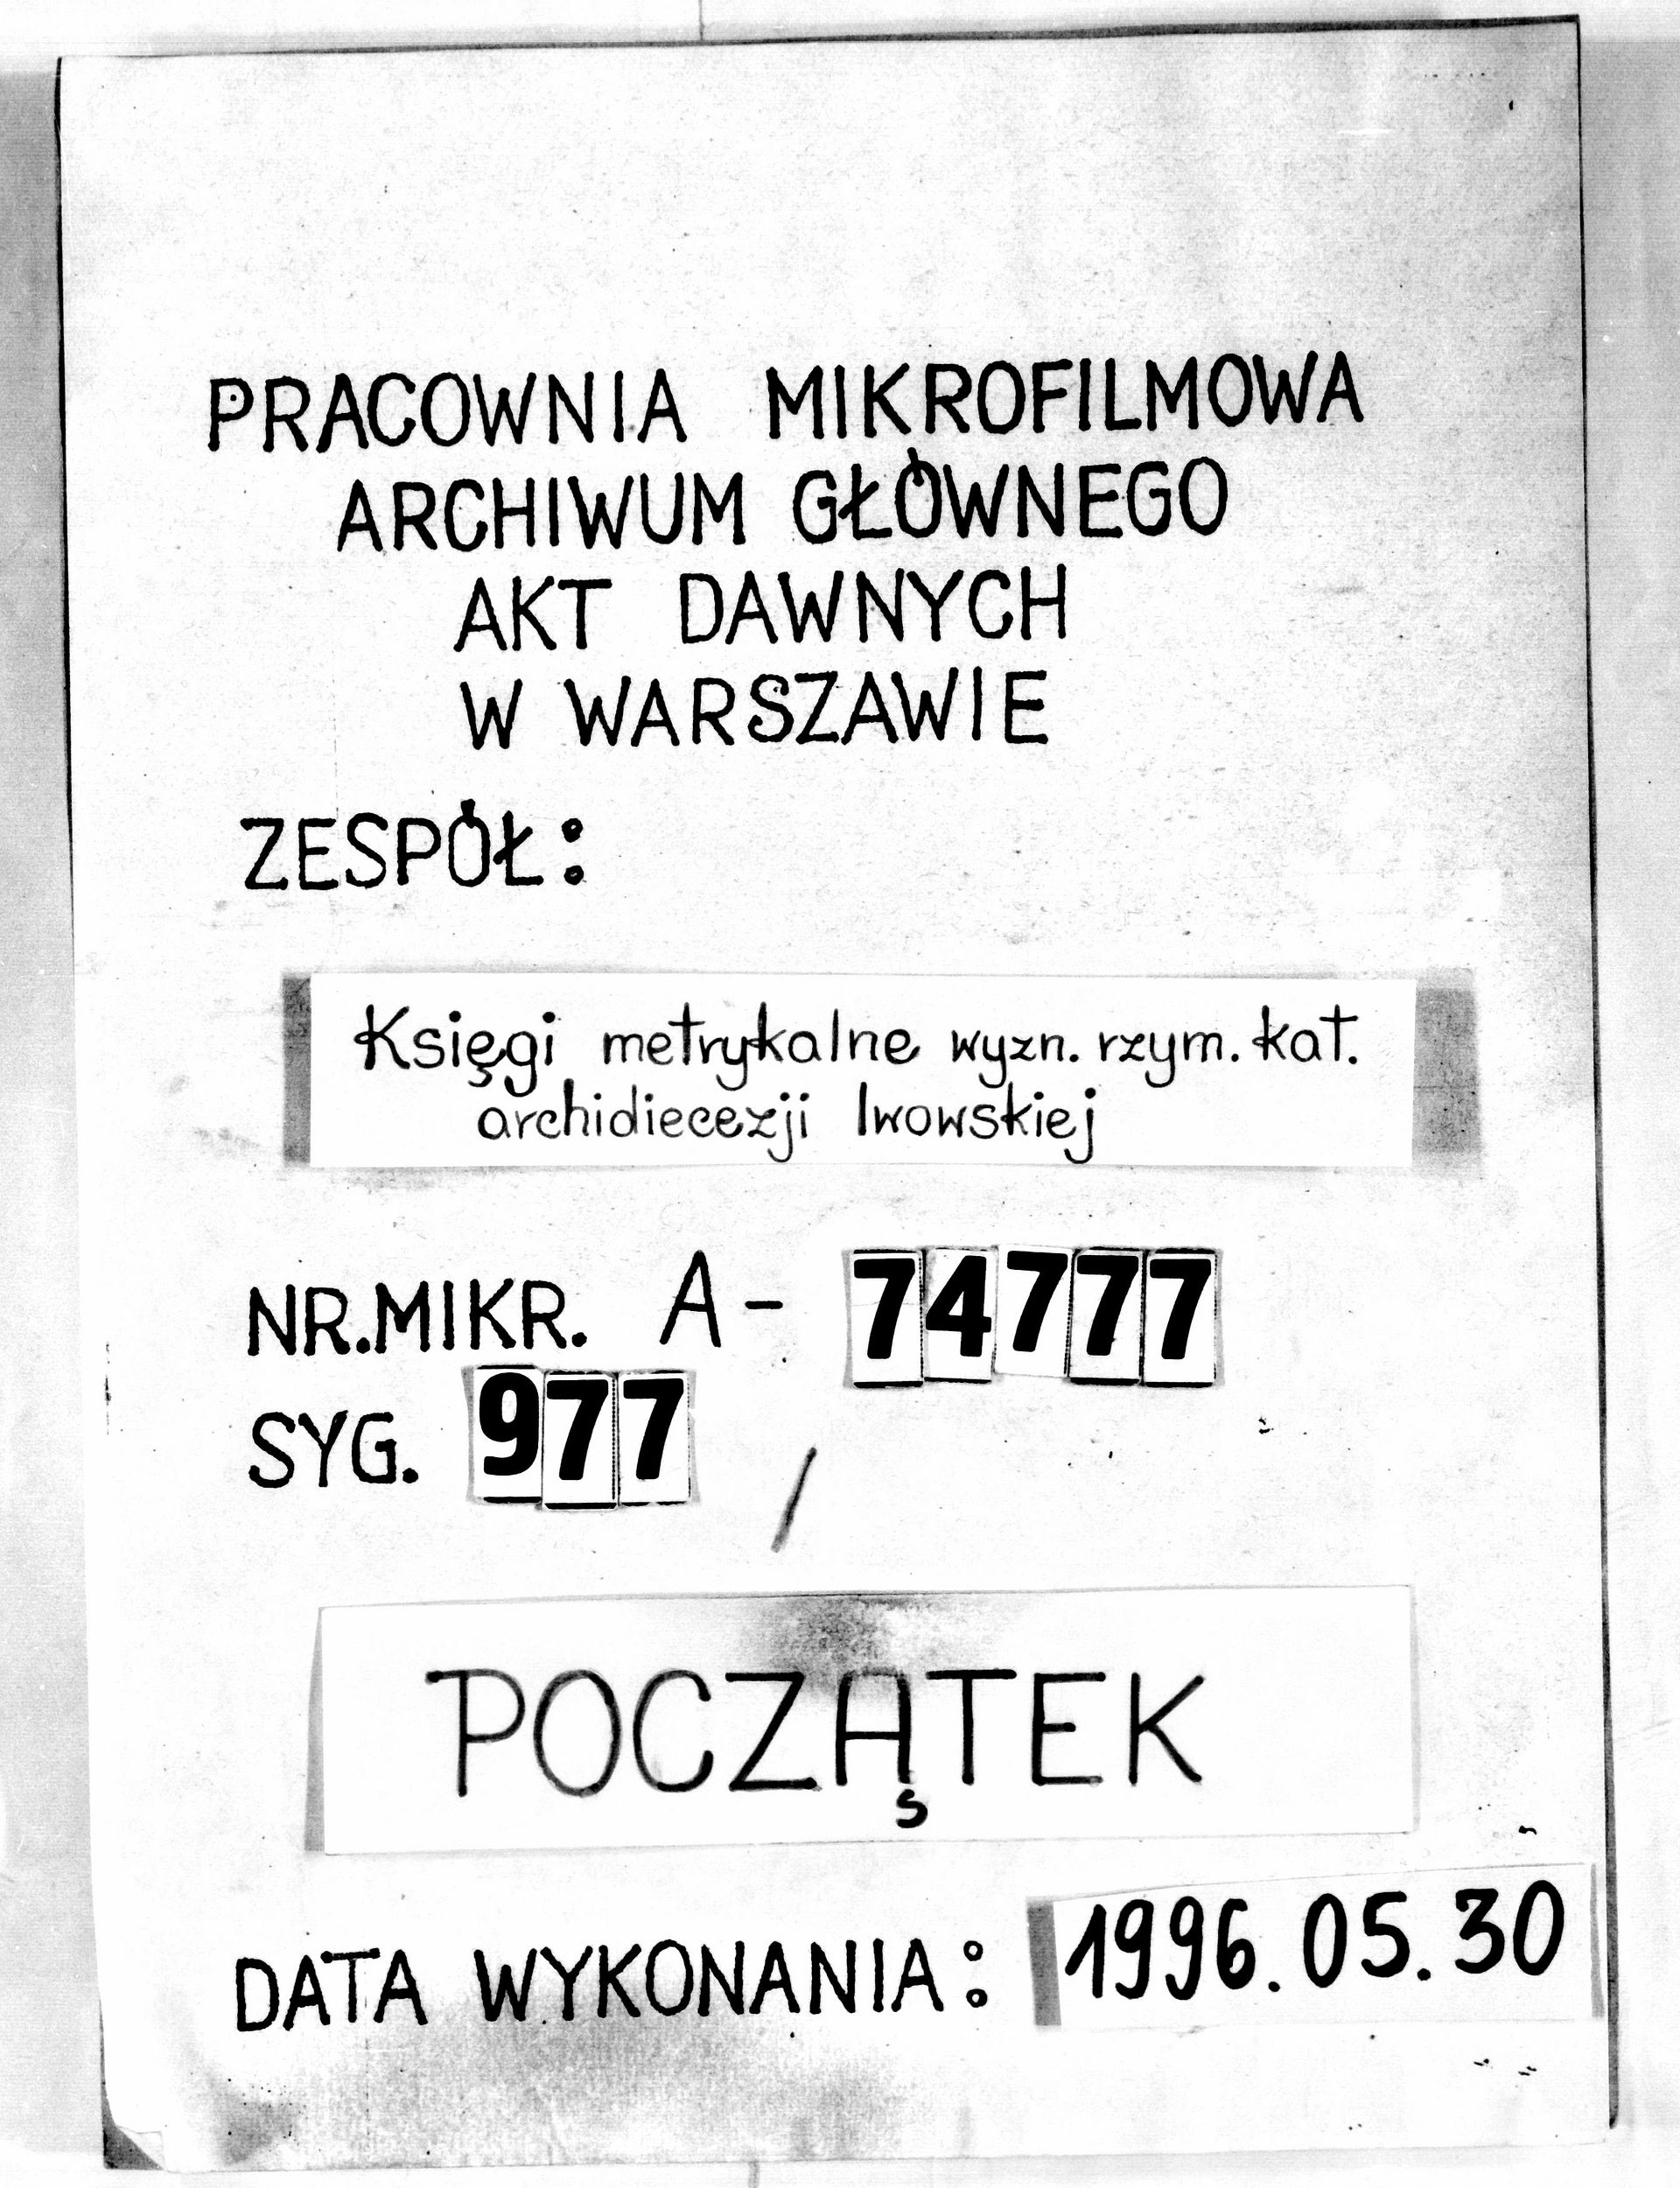 PRACOWNIA MIKROFILMOWA
ARCHIWUM GŁÓWNEGO
AKT DAWNYCH
W WARSZAWIE
ZESPÓŁ:
Księgi metrykalne wyzn. rzym. kat.
archidiecezji lwowskiej
NR. MIKR. A- 74777
SYG. 977 /
POCZĄTEK
DATA WYKONANIA: 1996.05.30